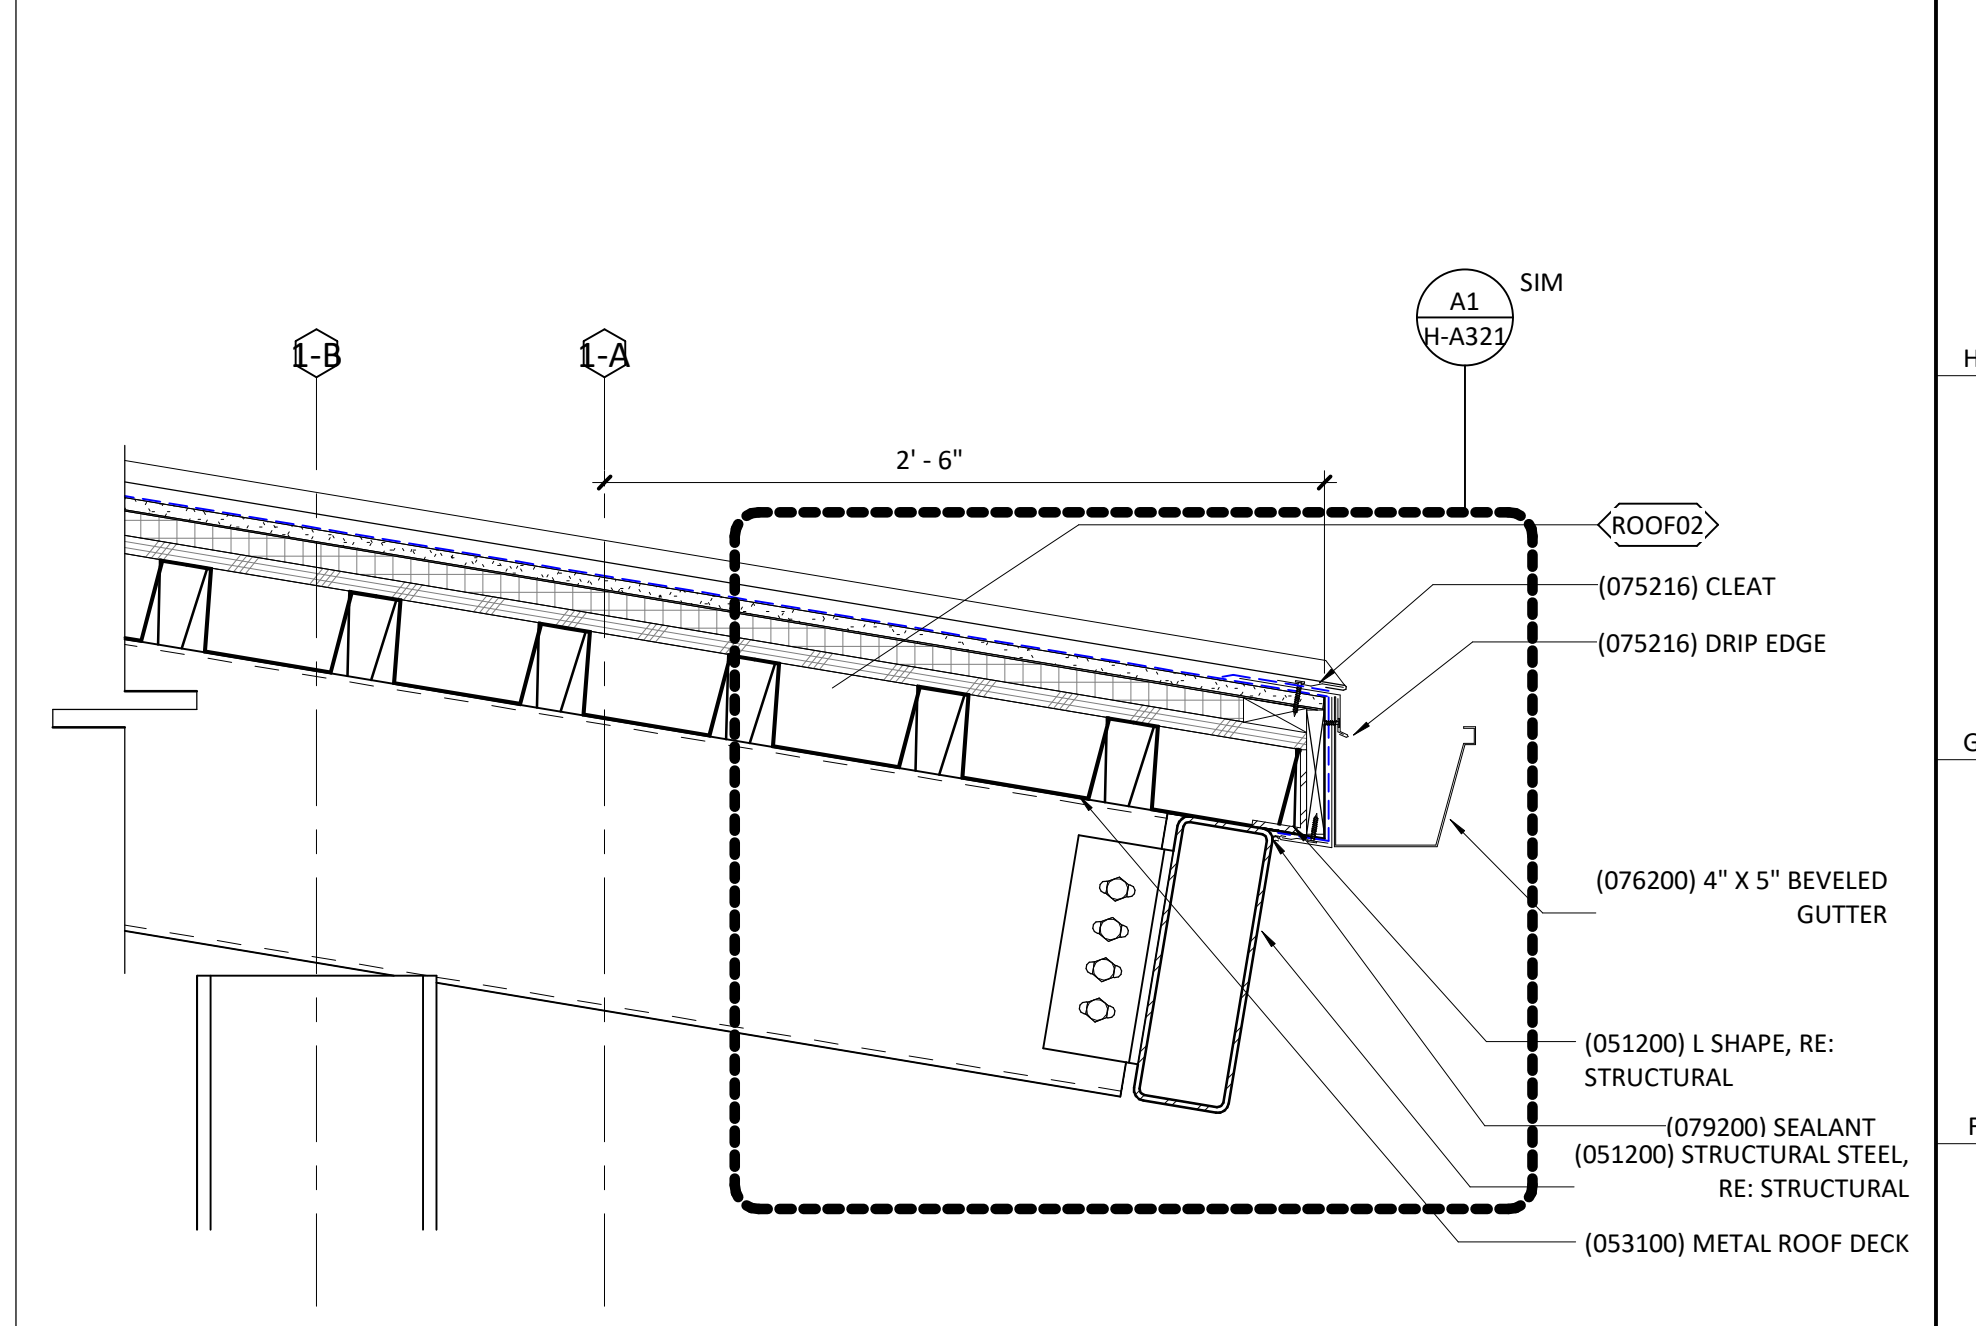 SIM
A1
H-A321
1-B
1-A
2' - 6"
ROOF02
(075216) CLEAT
(075216) DRIP EDGE
(076200) 4" X 5" BEVELED
GUTTER
(051200) L SHAPE, RE:
STRUCTURAL
(079200) SEALANT
(051200) STRUCTURAL STEEL,
RE: STRUCTURAL
(053100) METAL ROOF DECK
H
G
F